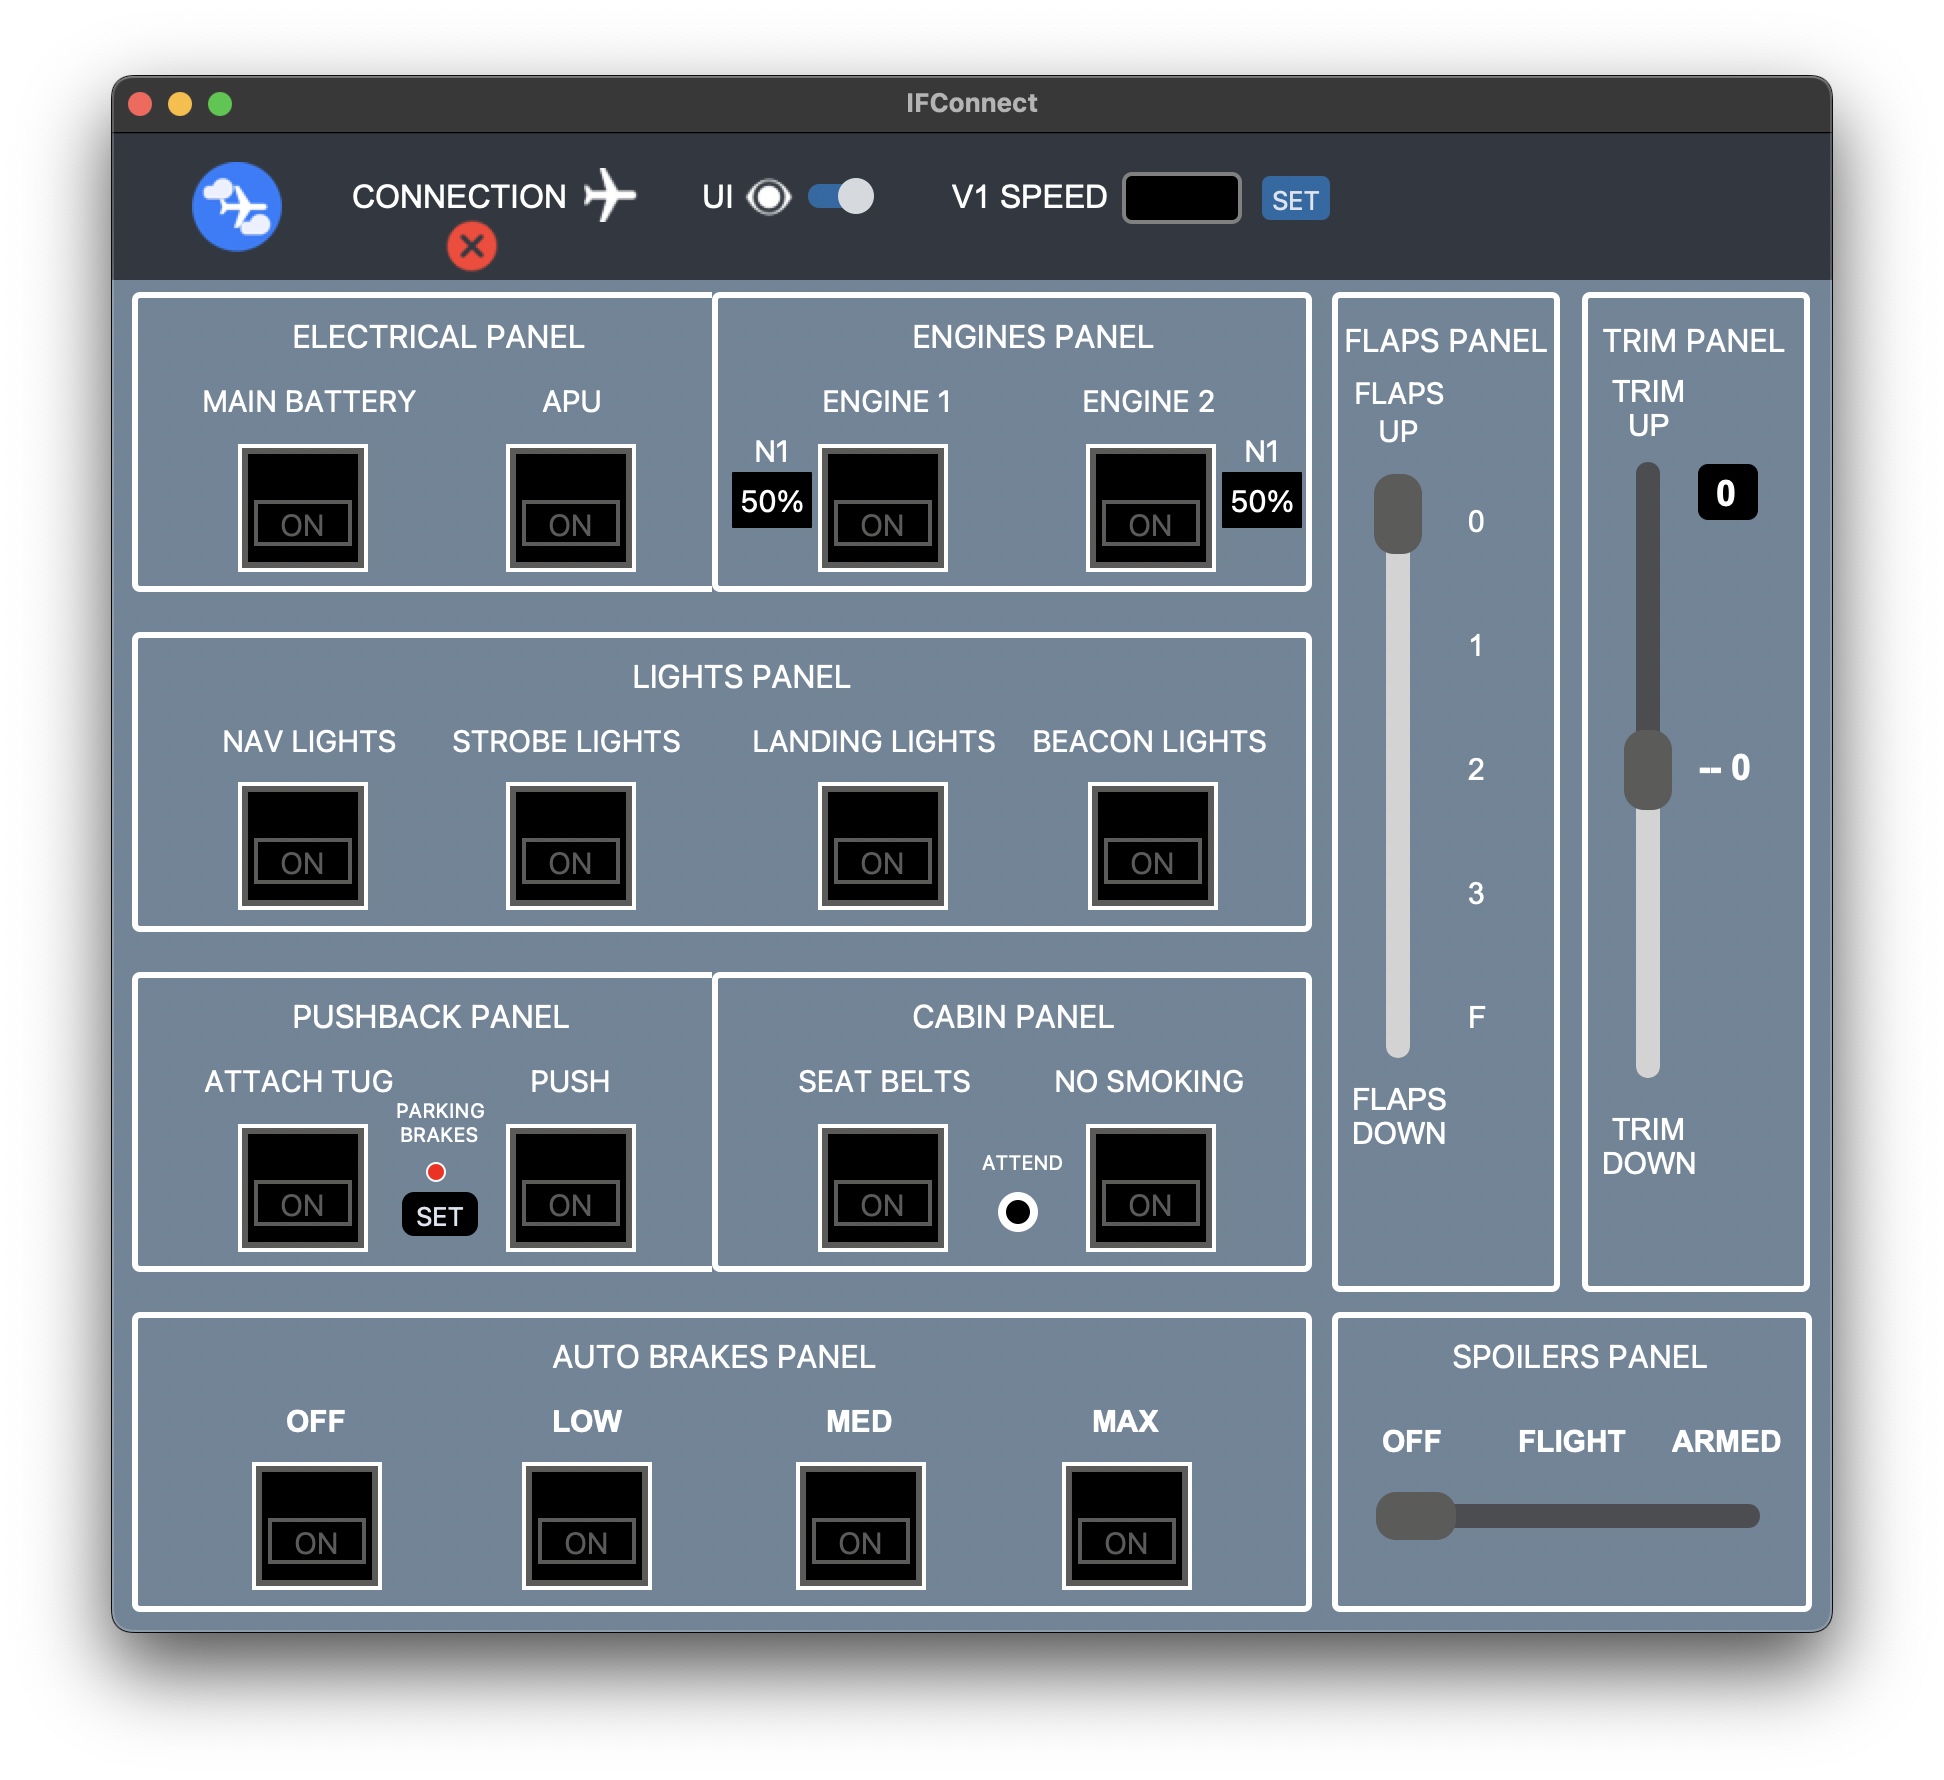 IFConnect
CONNECTION
UI
V1 SPEED
SET
ELECTRICAL PANEL
MAIN BATTERY
APU
ON
ON
ENGINES PANEL
ENGINE 1
ENGINE 2
N1
50%
ON
ON
N1
50%
LIGHTS PANEL
NAV LIGHTS
STROBE LIGHTS
LANDING LIGHTS
BEACON LIGHTS
ON
ON
ON
ON
PUSHBACK PANEL
ATTACH TUG
PUSH
PARKING
BRAKES
ON
SET
ON
CABIN PANEL
SEAT BELTS
NO SMOKING
ATTEND
ON
ON
AUTO BRAKES PANEL
OFF
LOW
MED
MAX
ON
ON
ON
ON
FLAPS PANEL
FLAPS
UP
0
1
2
3
F
FLAPS
DOWN
TRIM PANEL
TRIM
UP
0
-- 0
TRIM
DOWN
SPOILERS PANEL
OFF
FLIGHT
ARMED